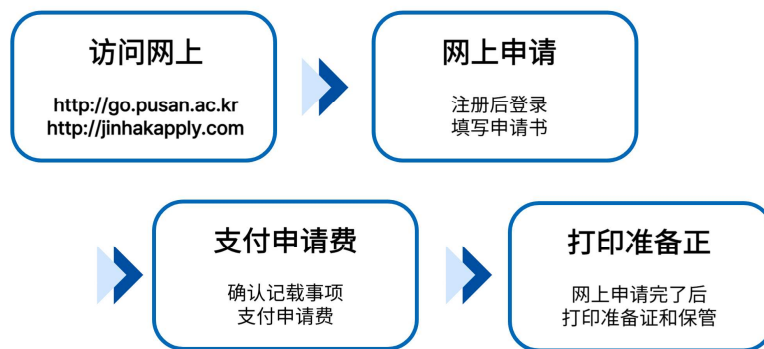 访问网上
http://go.pusan.ac.kr
http://jinhakapply.com
网上申请
注册后登录
填写申请书
支付申请费
确认记载事项
支付申请费
打印准备正
网上申请完了后
打印准备证和保管